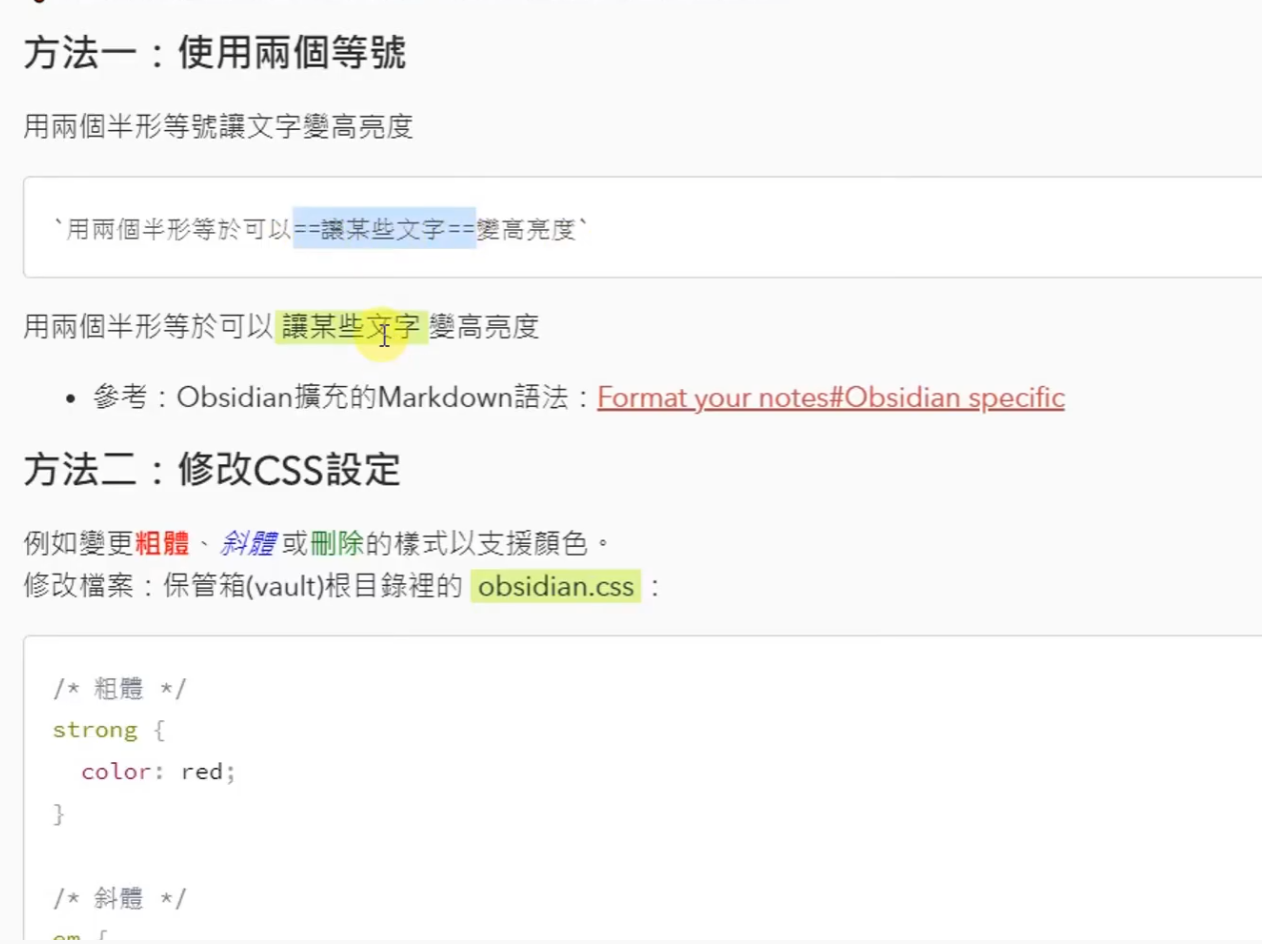 方法一：使用兩個等號
用兩個半形等號讓文字變高亮度
`用兩個半形等於可以==讓某些文字==變高亮度`
用兩個半形等於可以 讓某些文字 變高亮度
• 參考：Obsidian擴充的Markdown語法：Format your notes#Obsidian specific
方法二：修改CSS設定
例如變更粗體、斜體或刪除的樣式以支援顏色。
修改檔案：保管箱(vault)根目錄裡的 obsidian.css ：
/* 粗體 */
strong {
  color: red;
}
/* 斜體 */
em {